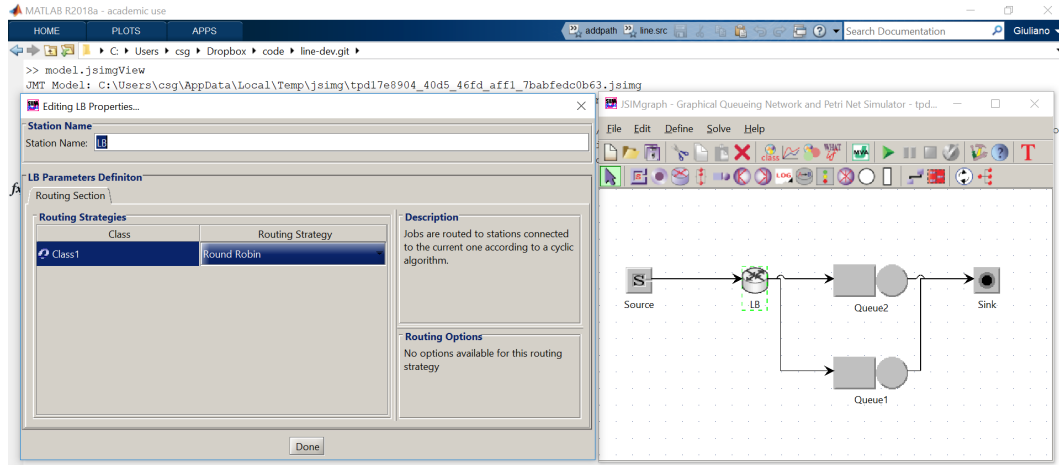 MATLAB R2018a - academic use
HOME PLOTS APPS
addpath line.src
Search Documentation
Giuliano
C: Users csg Dropbox code line-dev.git
>> model.jsimgView
JMT Model: C:\Users\csg\AppData\Local\Temp\jsimg\tpd17e8904_40d5_46fd_aff1_7babfedc0b63.jsimg
fx
Editing LB Properties...
Station Name
Station Name: LB
LB Parameters Definiton
Routing Section
Routing Strategies
Class Routing Strategy
Class1 Round Robin
Description
Jobs are routed to stations connected
to the current one according to a cyclic
algorithm.
Routing Options
No options available for this routing
strategy
Done
JSIMgraph - Graphical Queueing Network and Petri Net Simulator - tpd...
File Edit Define Solve Help
class WHAT if MVA T
LOG
S
Source
LB
Queue2
Sink
Queue1